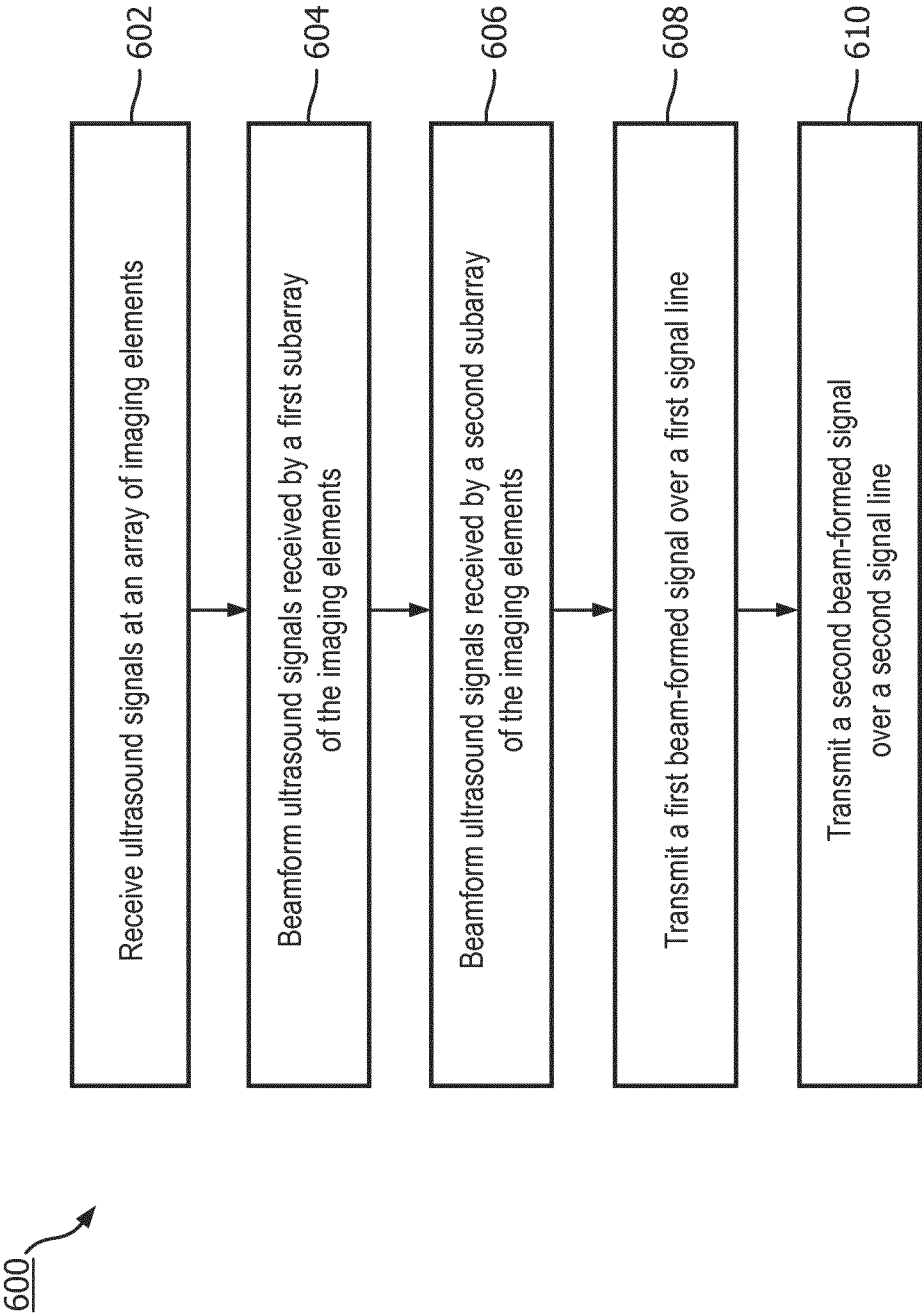 600
Receive ultrasound signals at an array of imaging elements
602
Beamform ultrasound signals received by a first subarray
of the imaging elements
604
Beamform ultrasound signals received by a second subarray
of the imaging elements
606
Transmit a first beam-formed signal over a first signal line
608
Transmit a second beam-formed signal
over a second signal line
610